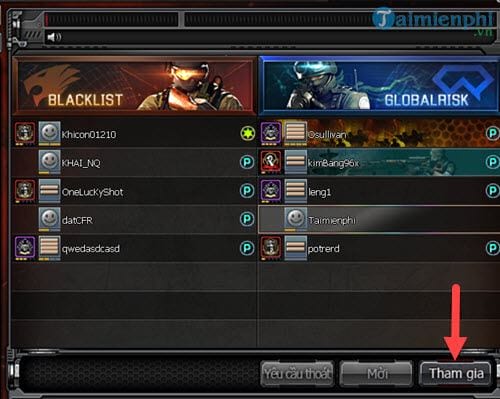 Taimienphi
.vn
BLACKLIST
GLOBALRISK
Khicon01210
Osullivan
P
KHAI_NQ
P
kimBang96x
P
OneLucKyShot
P
leng1
P
datCFR
P
Taimienphi
qwedasdcasd
P
potrerd
P
Yêu cầu thoát
Mời
Tham gia